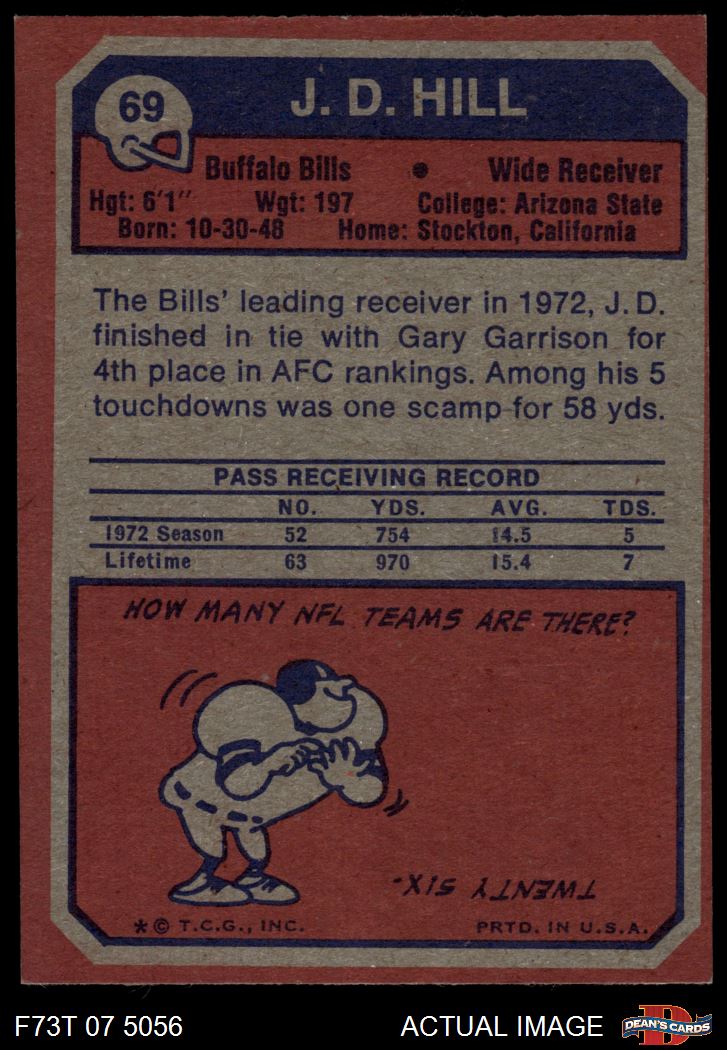 69
J. D. HILL
Buffalo Bills • Wide Receiver
Hgt: 6'1" Wgt: 197 College: Arizona State
Born: 10-30-48 Home: Stockton, California
The Bills' leading receiver in 1972, J. D.
finished in tie with Gary Garrison for
4th place in AFC rankings. Among his 5
touchdowns was one scamp for 58 yds.
PASS RECEIVING RECORD
NO. YDS. AVG. TDS.
1972 Season 52 754 14.5 5
Lifetime 63 970 15.4 7
HOW MANY NFL TEAMS ARE THERE?
TWENTY SIX.
* © T.C.G., INC. PRTD. IN U.S.A.
F73T 07 5056 ACTUAL IMAGE
D
DEAN'S CARDS